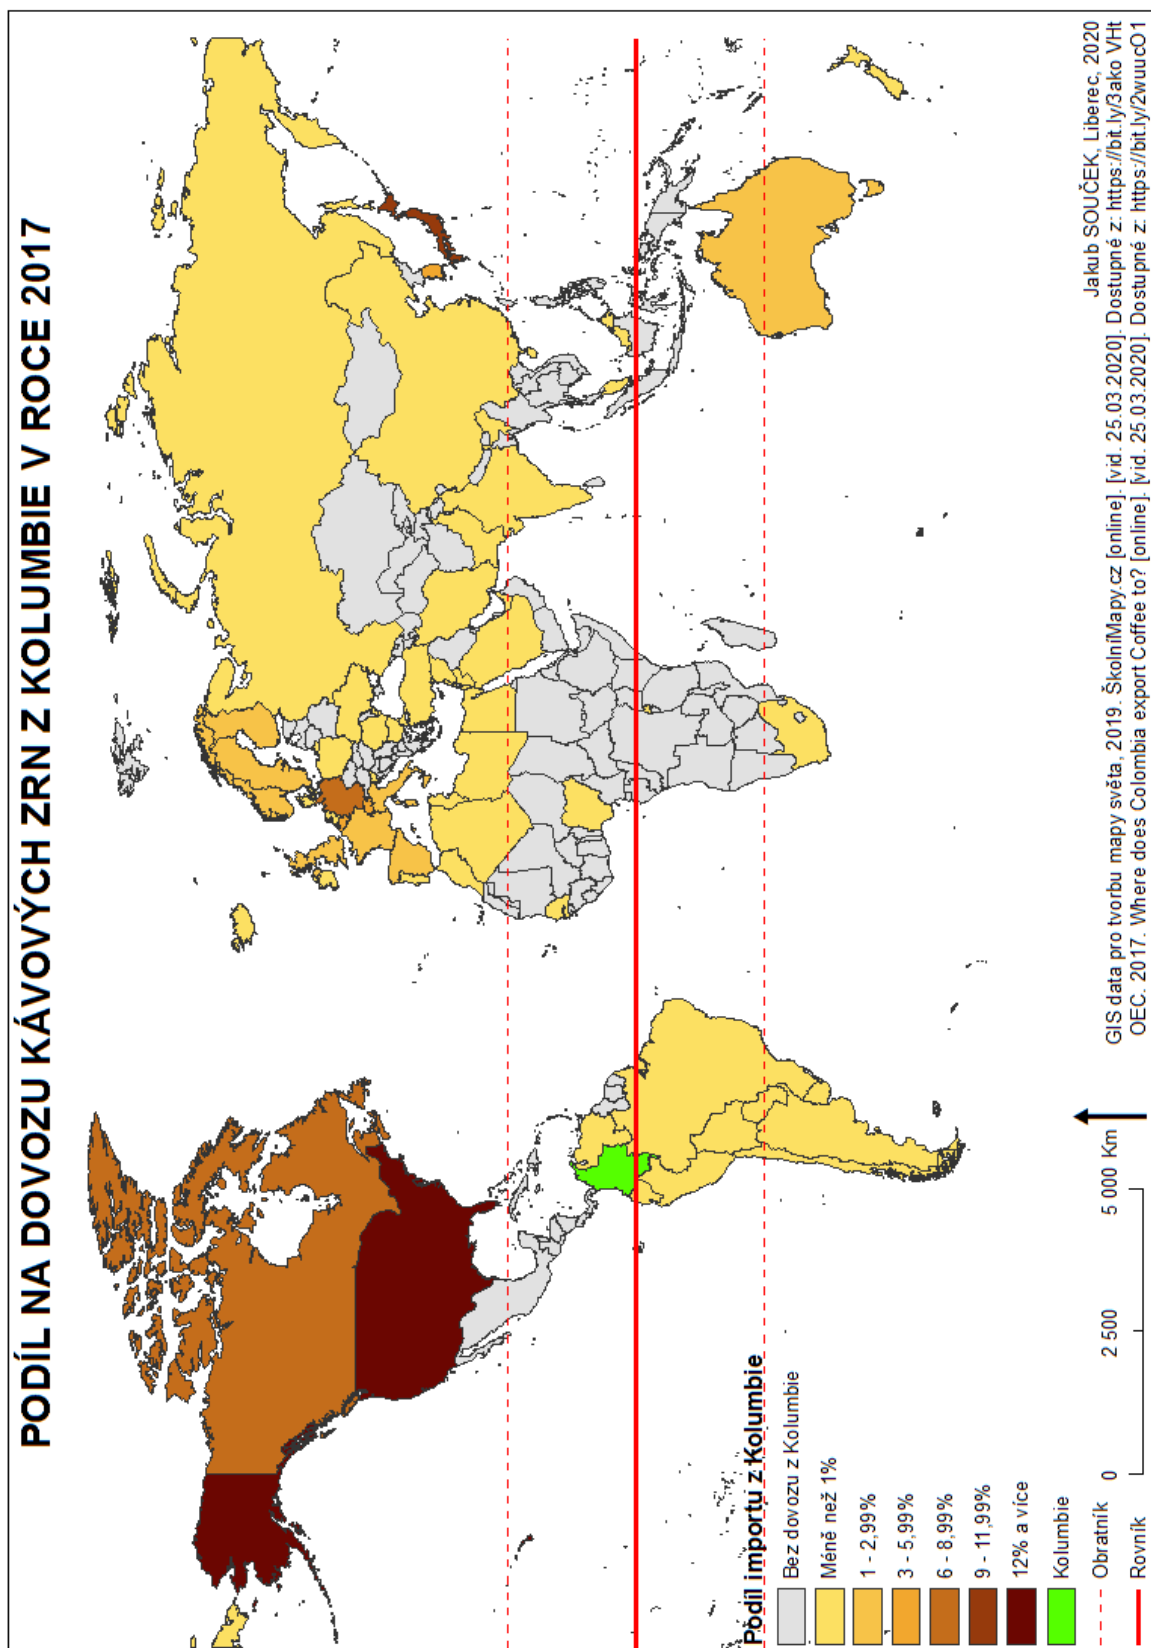 PODÍL NA DOVOZU KÁVOVÝCH ZRN Z KOLUMBIE V ROCE 2017
Podíl importu z Kolumbie
Bez dovozu z Kolumbie
Méně než 1%
1 - 2,99%
3 - 5,99%
6 - 8,99%
9 - 11,99%
12% a více
Kolumbie
Obratník
Rovník
0 2 500 5 000 Km
Jakub SOUČEK, Liberec, 2020
GIS data pro tvorbu mapy světa, 2019. ŠkolníMapy.cz [online]. [vid. 25.03.2020]. Dostupné z: https://bit.ly/3ako VHt
OEC. 2017. Where does Colombia export Coffee to? [online]. [vid. 25.03.2020]. Dostupné z: https://bit.ly/2wuucO1